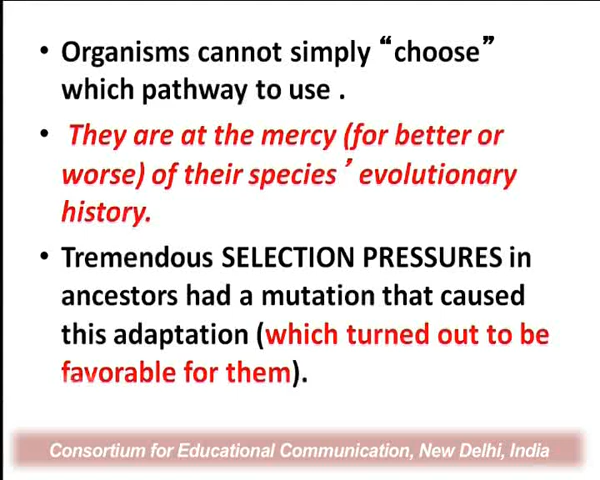 • Organisms cannot simply “choose”
which pathway to use .
• They are at the mercy (for better or
worse) of their species ’ evolutionary
history.
• Tremendous SELECTION PRESSURES in
ancestors had a mutation that caused
this adaptation (which turned out to be
favorable for them).
Consortium for Educational Communication, New Delhi, India